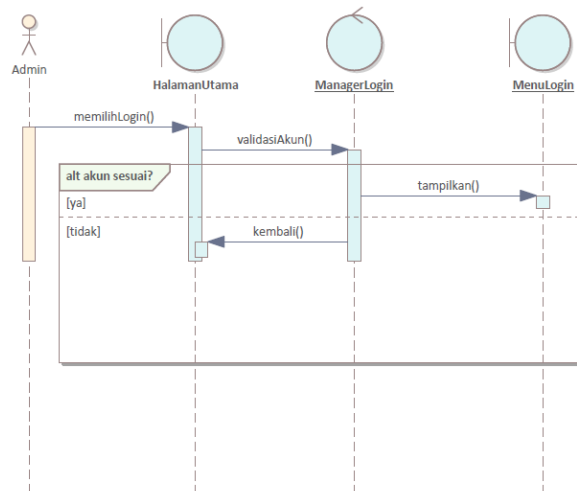 Admin
HalamanUtama
ManagerLogin
MenuLogin
memilihLogin()
validasiAkun()
alt akun sesuai?
tampilkan()
[ya]
[tidak]
kembali()